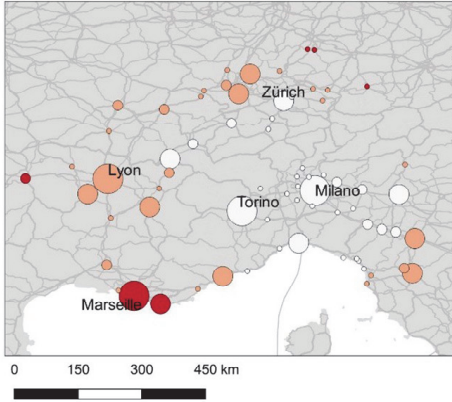 Zürich
Lyon
Torino
Milano
Marseille
0 150 300 450 km